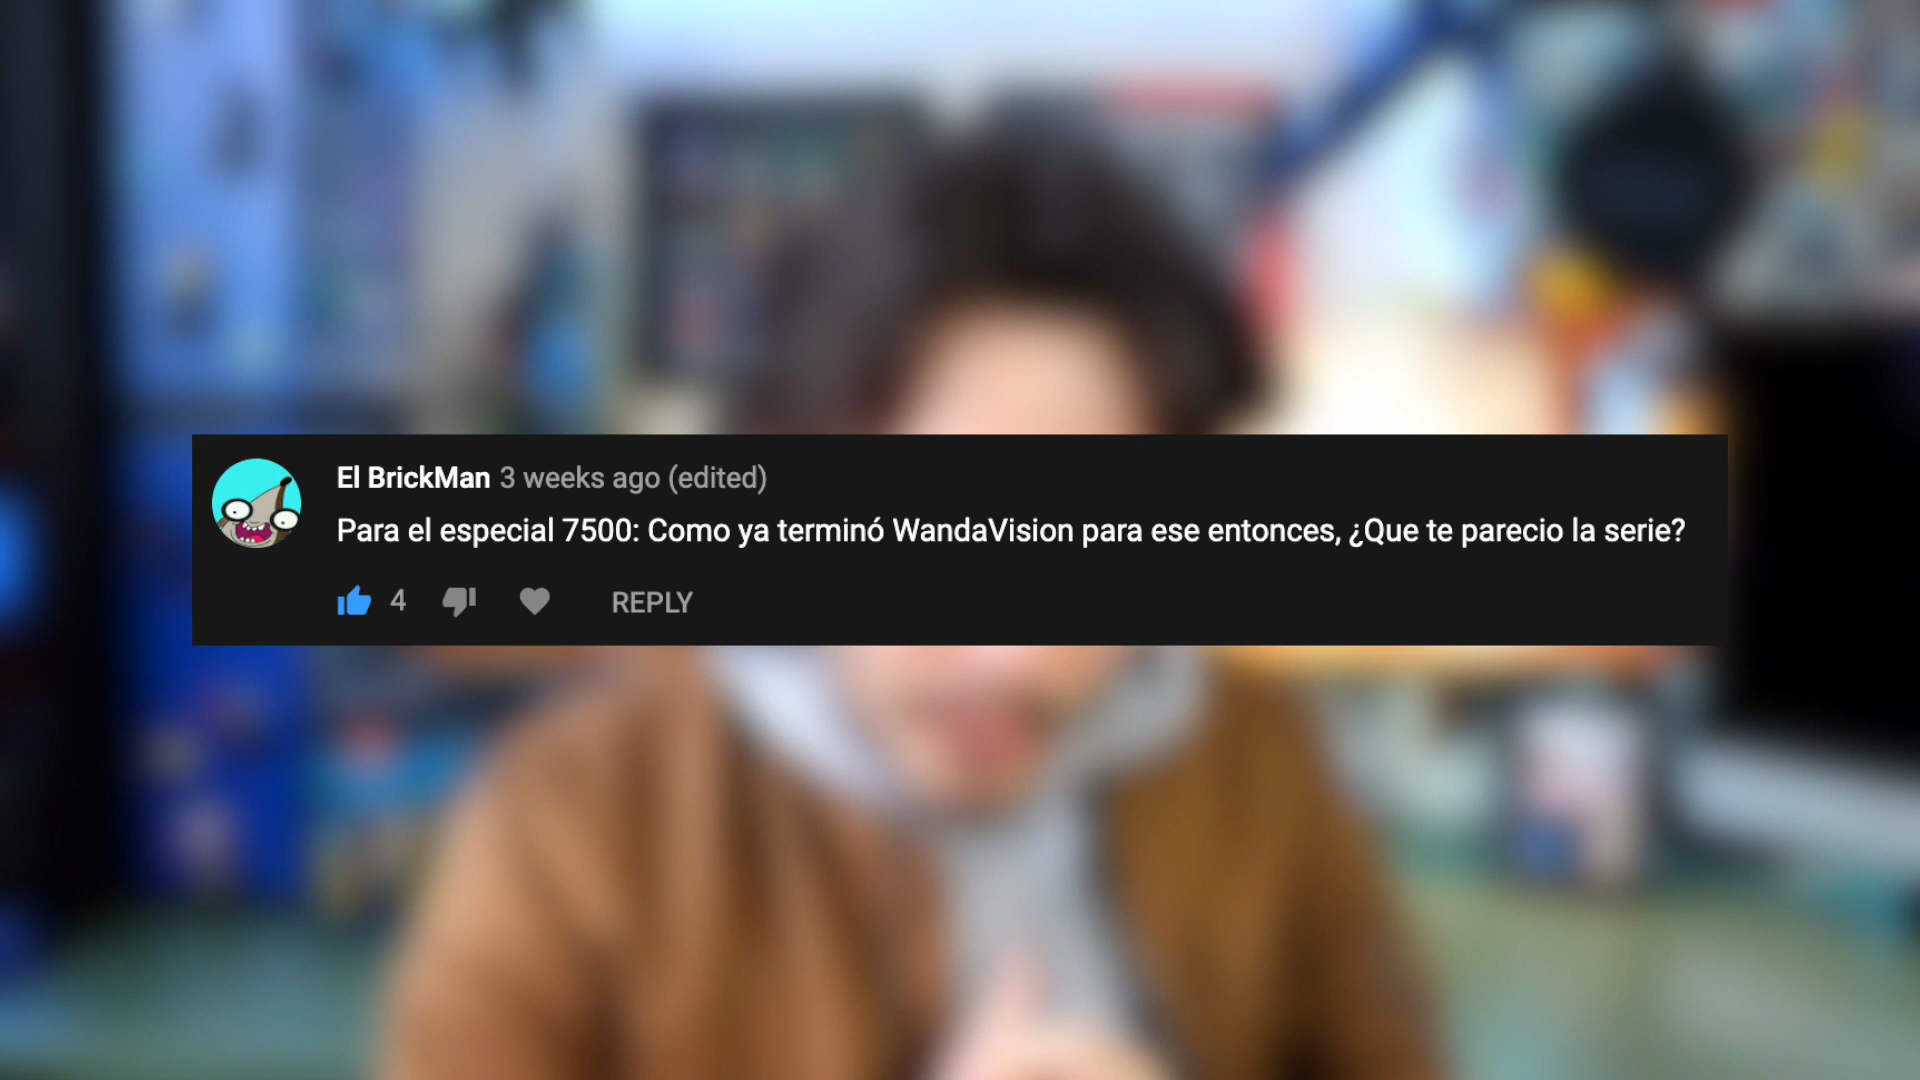 El BrickMan 3 weeks ago (edited)
Para el especial 7500: Como ya terminó WandaVision para ese entonces, ¿Que te parecio la serie?
4 REPLY